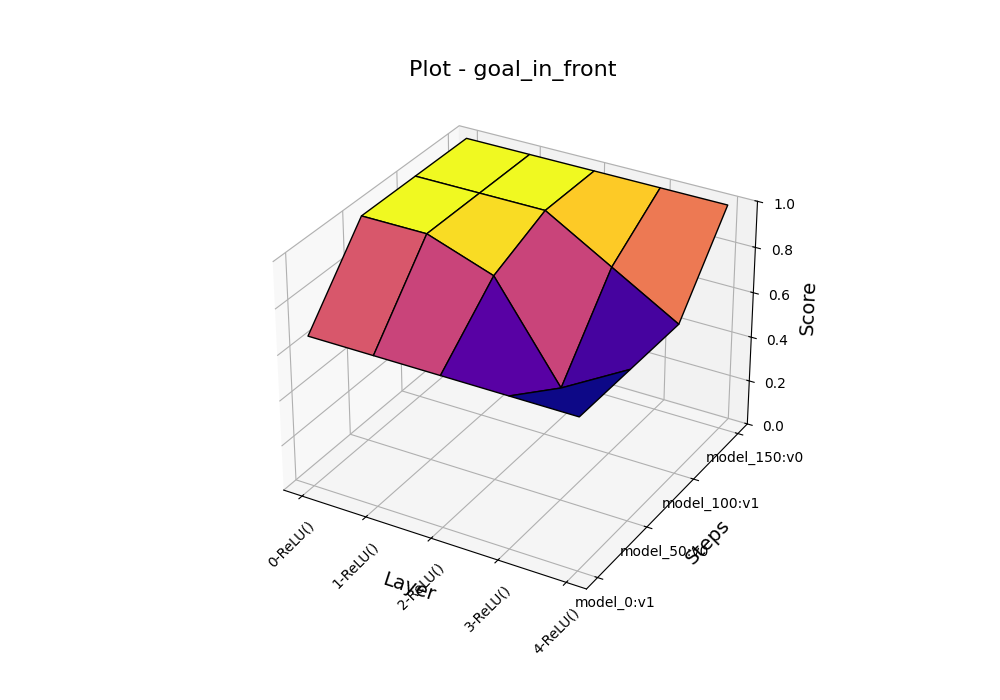 Plot - goal_in_front
1.0
0.8
0.6
Score
0.4
0.2
0.0
model_150:v0
model_100:v1
Steps
model_50:v0
model_0:v1
0-ReLU()
1-ReLU()
Layer
2-ReLU()
3-ReLU()
4-ReLU()